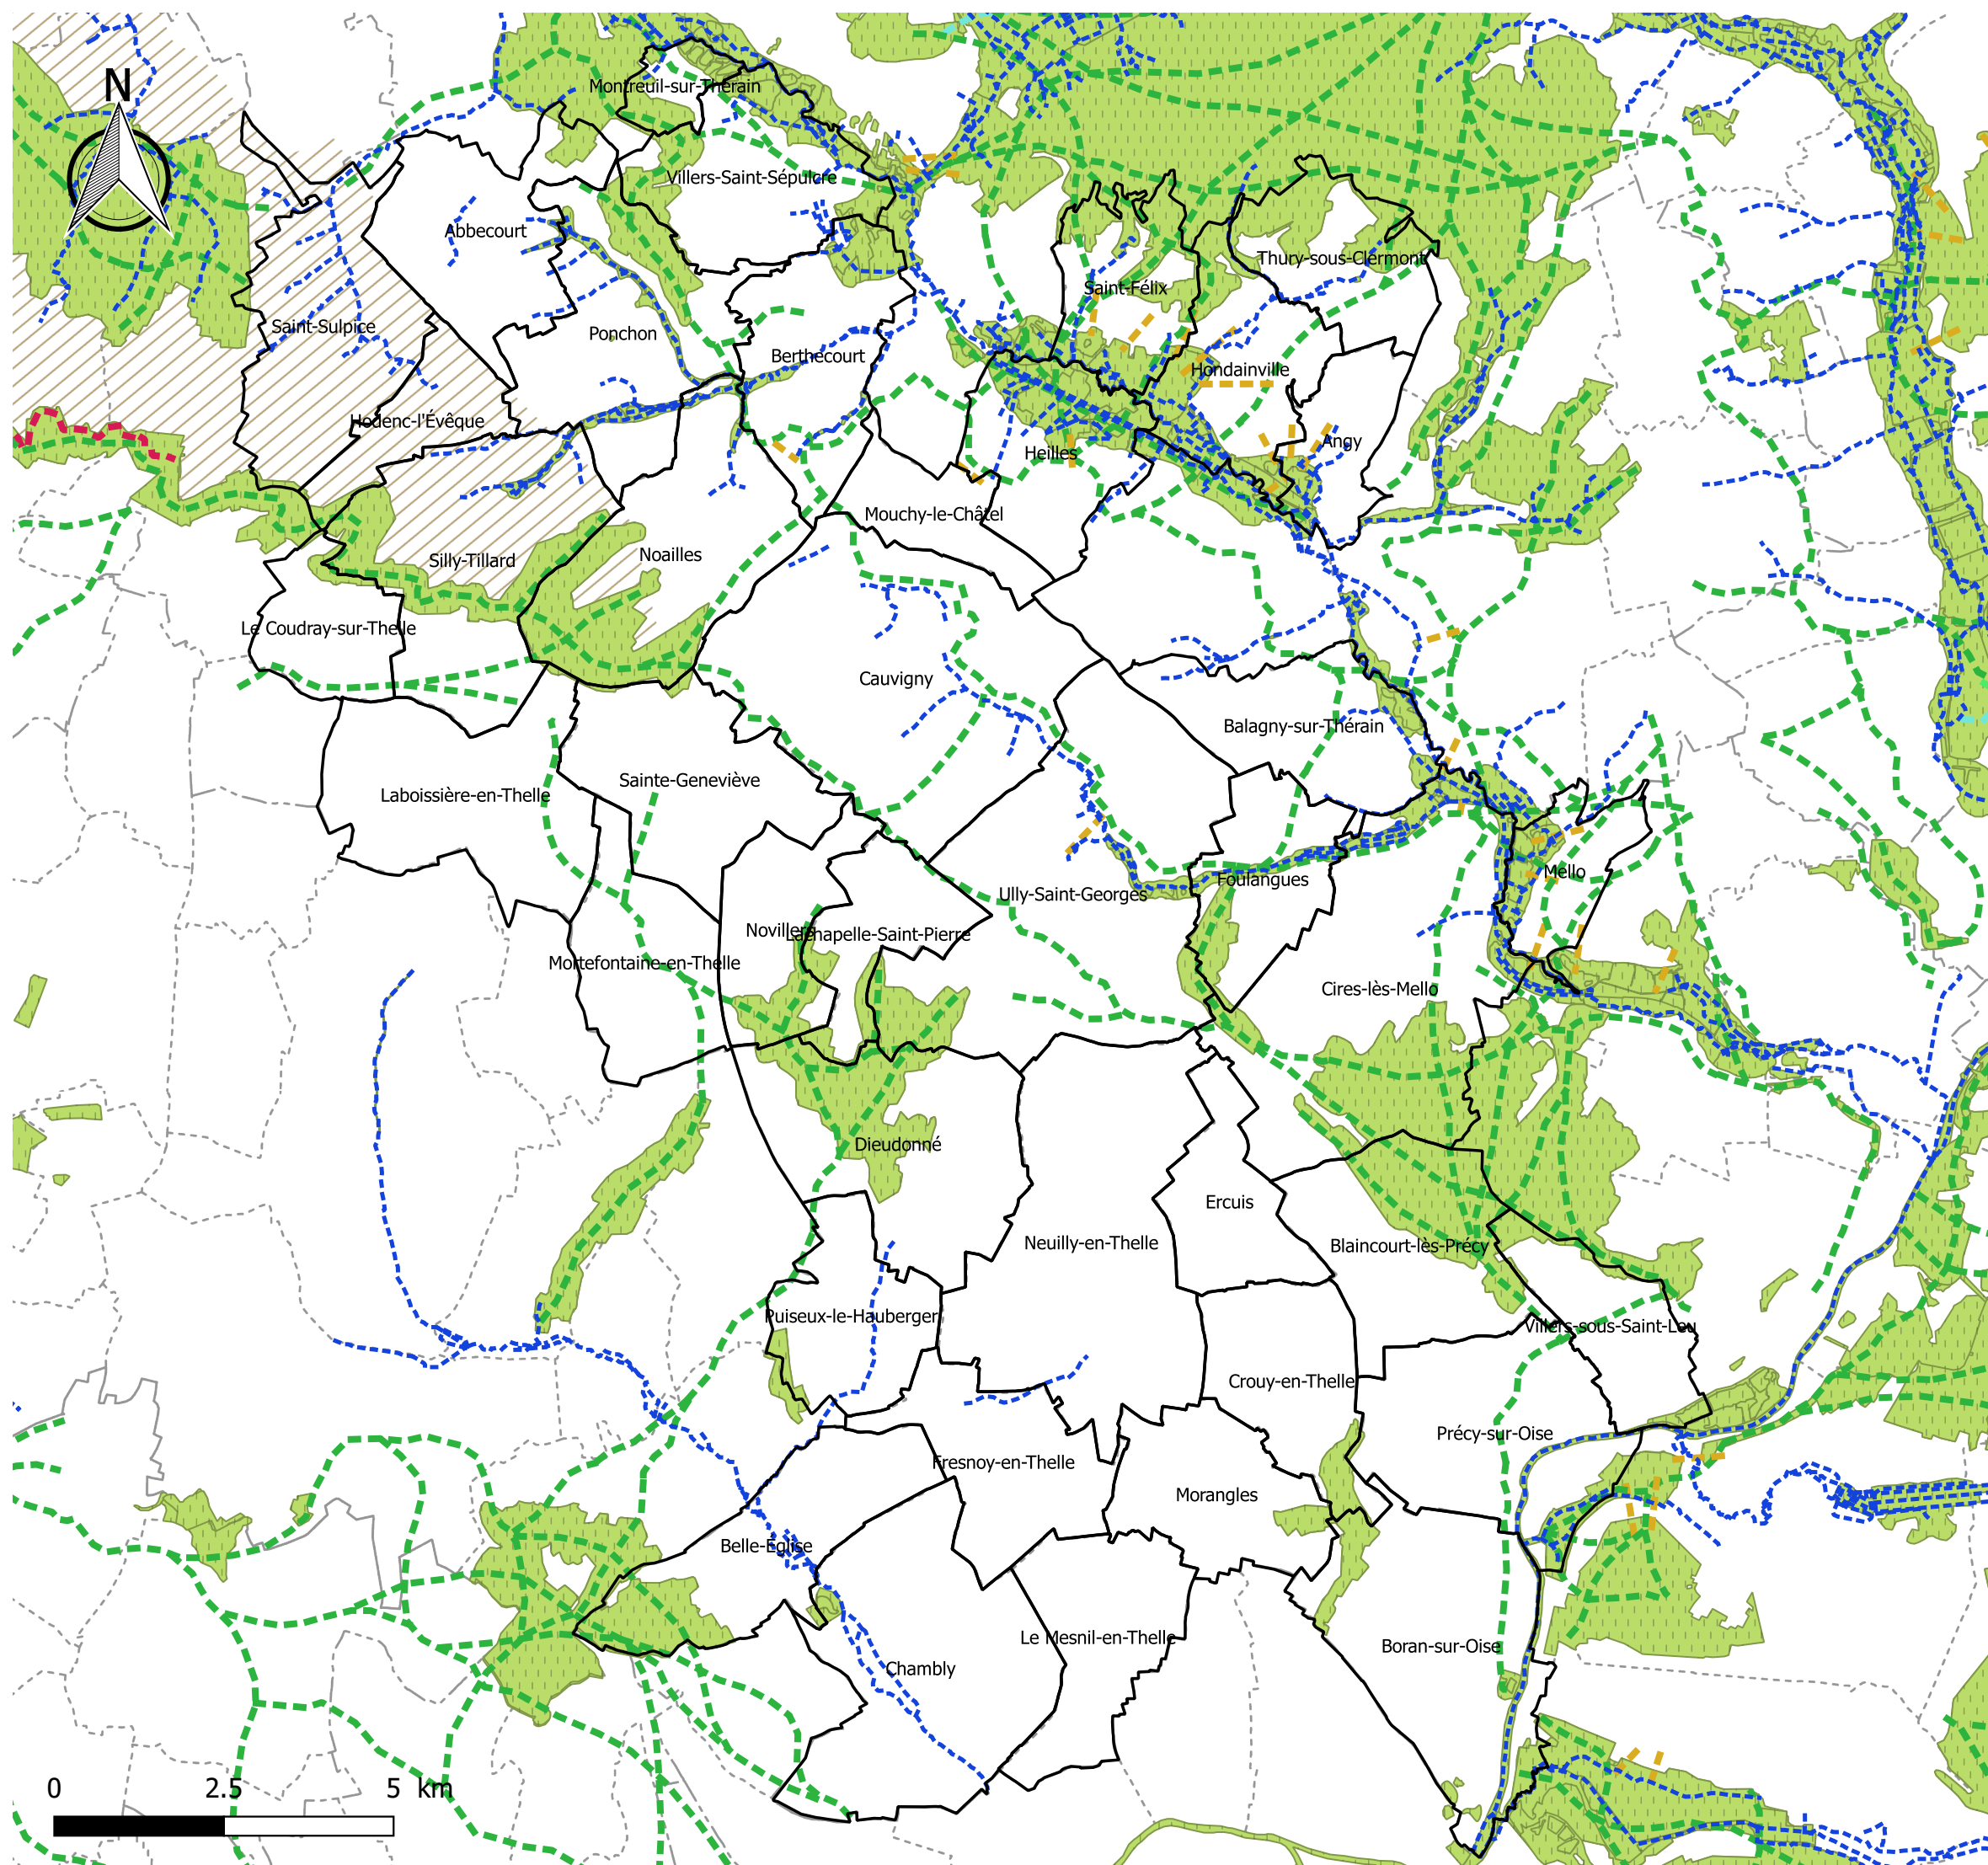 N
Montreuil-sur-Thérain
Villers-Saint-Sépulcre
Abbecourt
Thury-sous-Clermont
Saint-Félix
Saint-Sulpice
Ponchon
Berthecourt
Hondainville
Hodenc-l'Évêque
Angy
Heilles
Mouchy-le-Châtel
Noailles
Silly-Tillard
Le Coudray-sur-Thelle
Cauvigny
Balagny-sur-Thérain
Sainte-Geneviève
Laboissière-en-Thelle
Mello
Foulangues
Ully-Saint-Georges
Novillers
Lachapelle-Saint-Pierre
Mortefontaine-en-Thelle
Cires-lès-Mello
Dieudonné
Ercuis
Neuilly-en-Thelle
Blaincourt-lès-Précy
Puiseux-le-Hauberger
Villers-sous-Saint-Leu
Crouy-en-Thelle
Précy-sur-Oise
Fresnoy-en-Thelle
Morangles
Belle-Église
Le Mesnil-en-Thelle
Boran-sur-Oise
Chambly
0 2.5 5 km